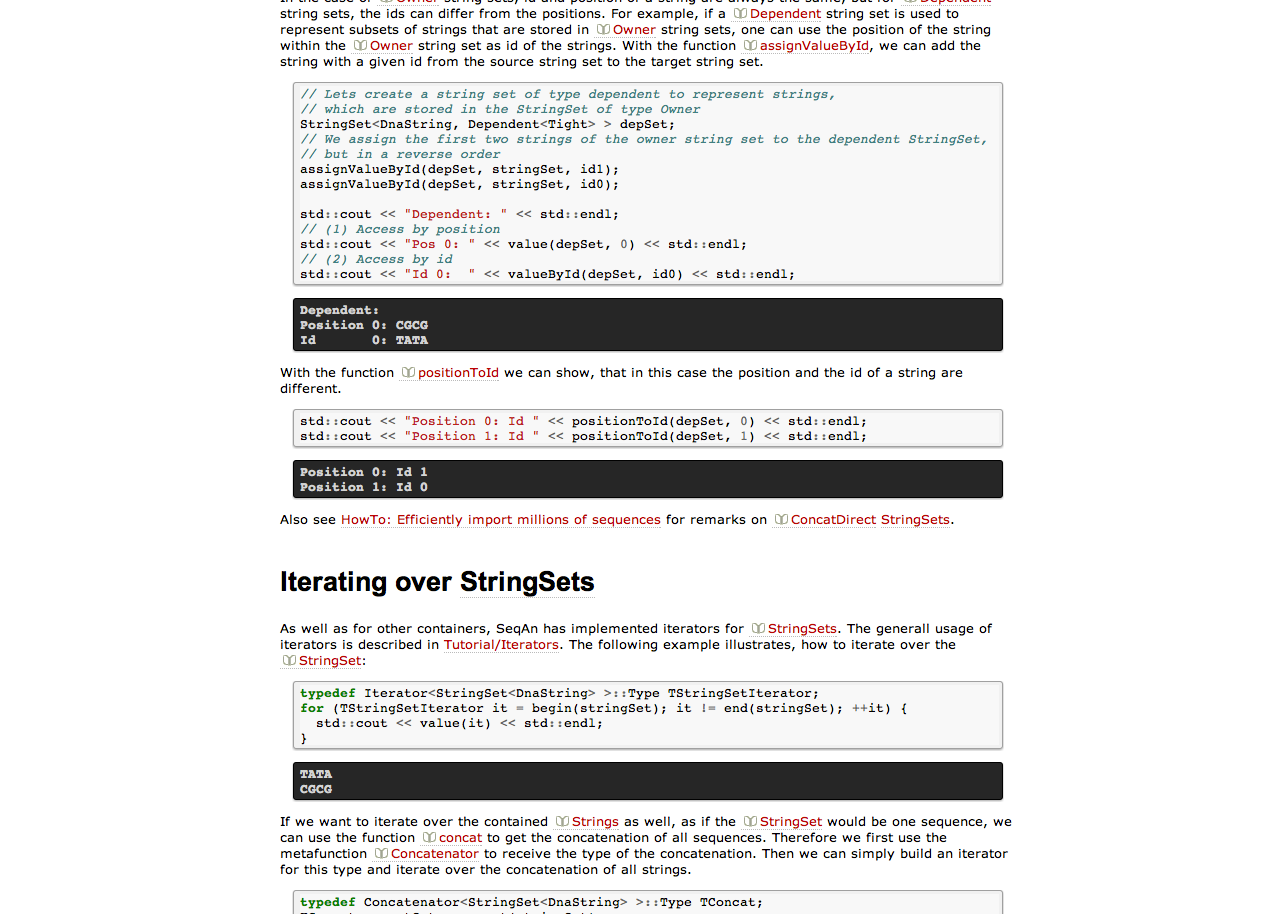 string sets, the ids can differ from the positions. For example, if a Dependent string set is used to
represent subsets of strings that are stored in Owner string sets, one can use the position of the string
within the Owner string set as id of the strings. With the function assignValueById, we can add the
string with a given id from the source string set to the target string set.
// Lets create a string set of type dependent to represent strings,
// which are stored in the StringSet of type Owner
StringSet<DnaString, Dependent<Tight> > depSet;
// We assign the first two strings of the owner string set to the dependent StringSet,
// but in a reverse order
assignValueById(depSet, stringSet, id1);
assignValueById(depSet, stringSet, id0);
std::cout << "Dependent: " << std::endl;
// (1) Access by position
std::cout << "Pos 0: " << value(depSet, 0) << std::endl;
// (2) Access by id
std::cout << "Id 0:  " << valueById(depSet, id0) << std::endl;
Dependent:
Position 0: CGCG
Id       0: TATA
With the function positionToId we can show, that in this case the position and the id of a string are
different.
std::cout << "Position 0: Id " << positionToId(depSet, 0) << std::endl;
std::cout << "Position 1: Id " << positionToId(depSet, 1) << std::endl;
Position 0: Id 1
Position 1: Id 0
Also see HowTo: Efficiently import millions of sequences for remarks on ConcatDirect StringSets.
Iterating over StringSets
As well as for other containers, SeqAn has implemented iterators for StringSets. The generall usage of
iterators is described in Tutorial/Iterators. The following example illustrates, how to iterate over the
StringSet:
typedef Iterator<StringSet<DnaString> >::Type TStringSetIterator;
for (TStringSetIterator it = begin(stringSet); it != end(stringSet); ++it) {
  std::cout << value(it) << std::endl;
}
TATA
CGCG
If we want to iterate over the contained Strings as well, as if the StringSet would be one sequence, we
can use the function concat to get the concatenation of all sequences. Therefore we first use the
metafunction Concatenator to receive the type of the concatenation. Then we can simply build an iterator
for this type and iterate over the concatenation of all strings.
typedef Concatenator<StringSet<DnaString> >::Type TConcat;